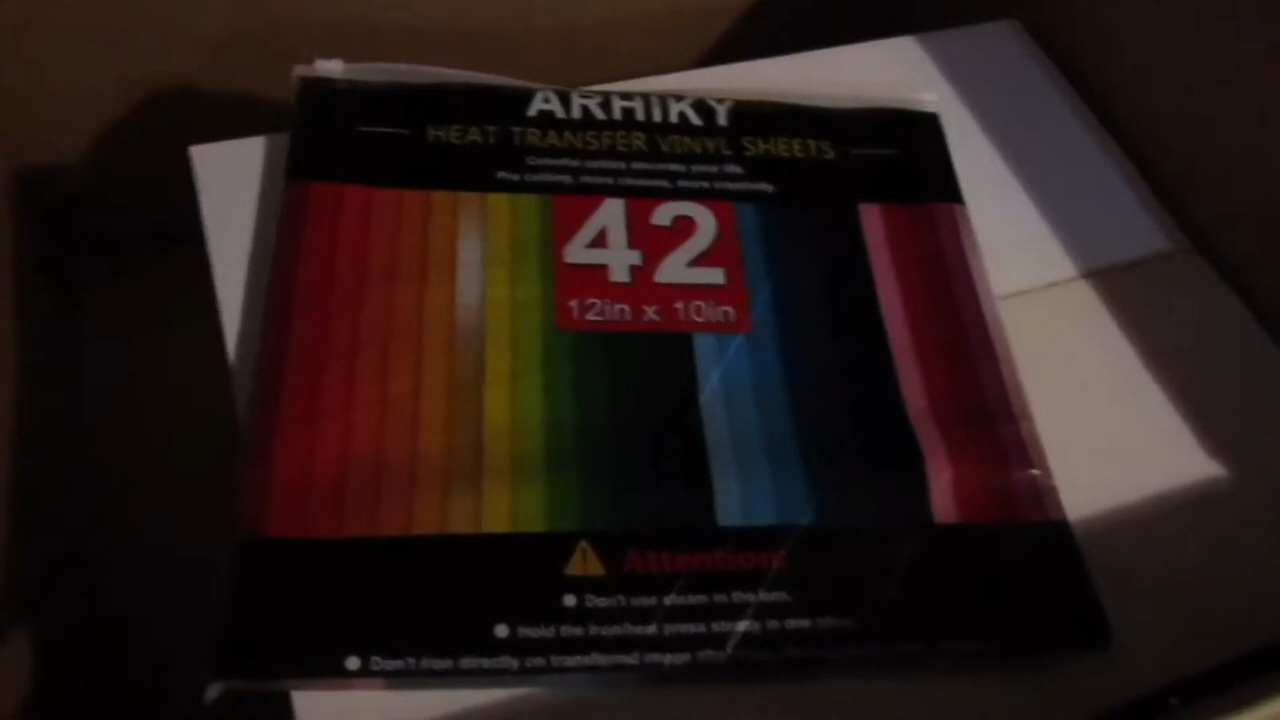 ARHIKY
HEAT TRANSFER VINYL SHEETS
Colorful colors your life.
Pre cutting, more choices, more creativity.
42
12in x 10in
Attention!
Don't use steam in the iron.
Hold the iron/heat press steady in one
Don't iron directly on transferred image